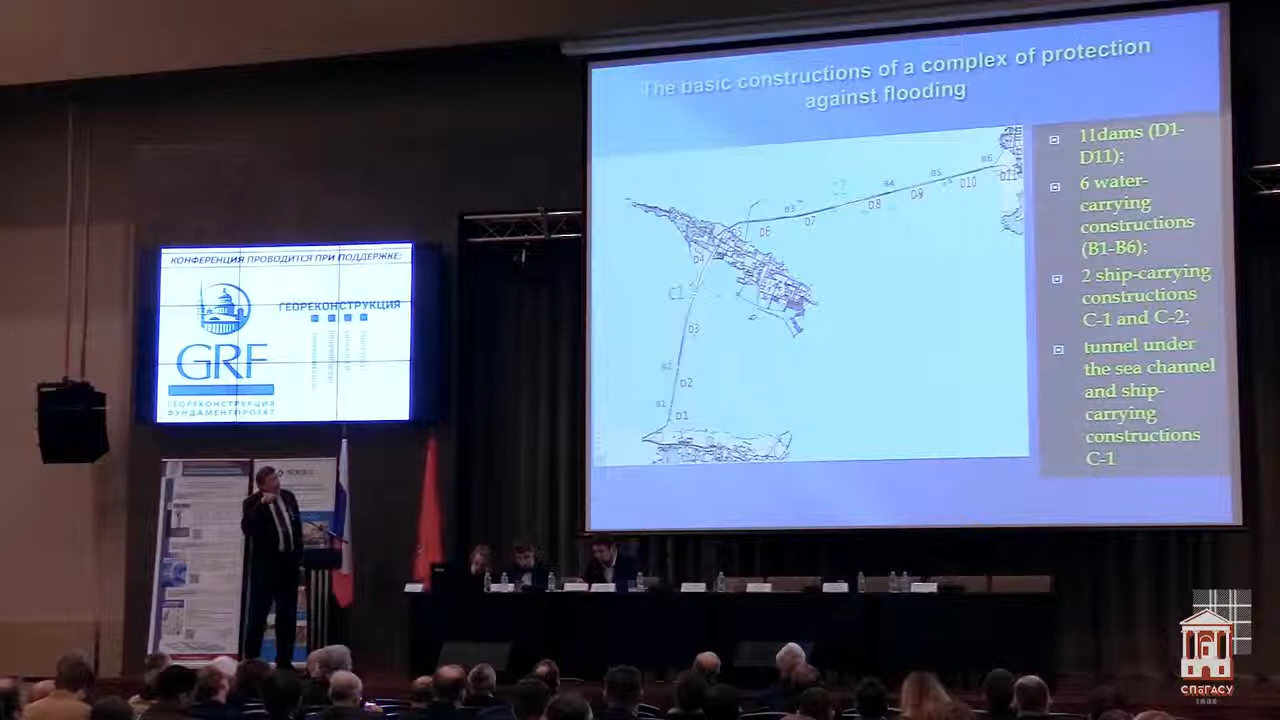 The basic constructions of a complex of protection
against flooding
11dams (D1-
D11);
6 water-
carrying
constructions
(B1-B6);
2 ship-carrying
constructions
C-1 and C-2;
tunnel under
the sea channel
and ship-
carrying
constructions
C-1
B6
D11
B5
D10
B4
D9
C2
D8
B3
D7
D6
D4
C1
D3
B2
D2
B1
D1
КОНФЕРЕНЦИЯ ПРОВОДИТСЯ ПРИ ПОДДЕРЖКЕ:
ГЕОРЕКОНСТРУКЦИЯ
GRF
ГЕОРЕКОНСТРУКЦИЯ
ФУНДАМЕНТПРОЕКТ
СПбГАСУ